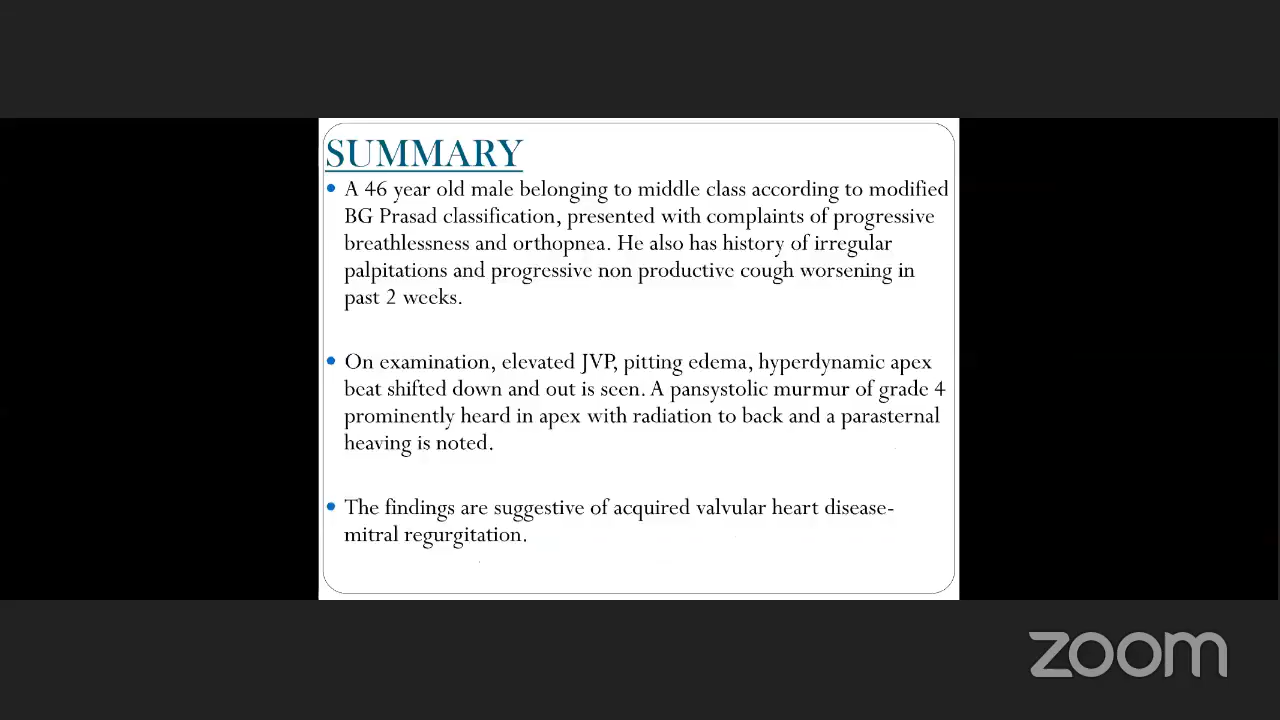 SUMMARY
A 46 year old male belonging to middle class according to modified
BG Prasad classification, presented with complaints of progressive
breathlessness and orthopnea. He also has history of irregular
palpitations and progressive non productive cough worsening in
past 2 weeks.
On examination, elevated JVP, pitting edema, hyperdynamic apex
beat shifted down and out is seen. A pansystolic murmur of grade 4
prominently heard in apex with radiation to back and a parasternal
heaving is noted.
The findings are suggestive of acquired valvular heart disease-
mitral regurgitation.
zoom